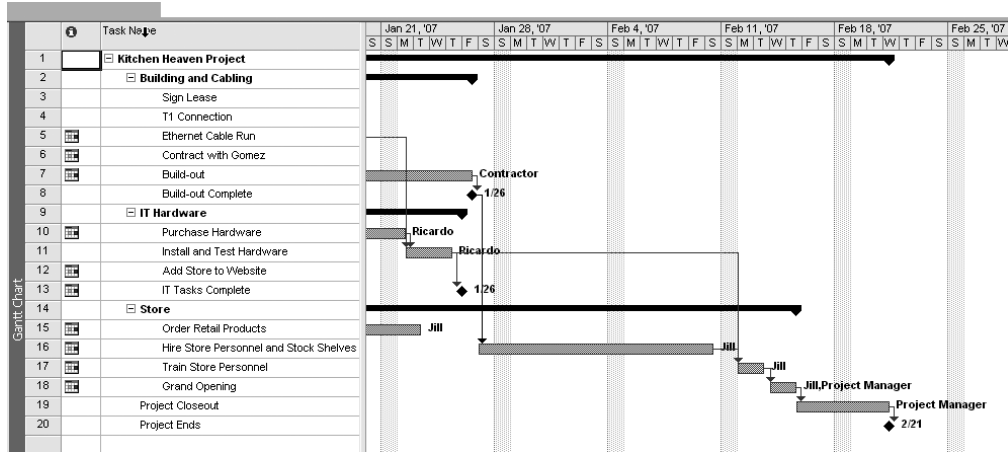 Task Name
Jan 21, '07 Jan 28, '07 Feb 4, '07 Feb 11, '07 Feb 18, '07 Feb 25, '07
S S M T W T F S S M T W T F S S M T W T F S S M T W T F S S M T W T F S S M T W
1 Kitchen Heaven Project
2 Building and Cabling
3 Sign Lease
4 T1 Connection
5 Ethernet Cable Run
6 Contract with Gomez
7 Build-out Contractor
8 Build-out Complete 1/26
9 IT Hardware
10 Purchase Hardware Ricardo
11 Install and Test Hardware Ricardo
12 Add Store to Website
13 IT Tasks Complete 1/26
14 Store
15 Order Retail Products Jill
16 Hire Store Personnel and Stock Shelves Jill
17 Train Store Personnel Jill
18 Grand Opening Jill,Project Manager
19 Project Closeout Project Manager
20 Project Ends 2/21
Gantt Chart